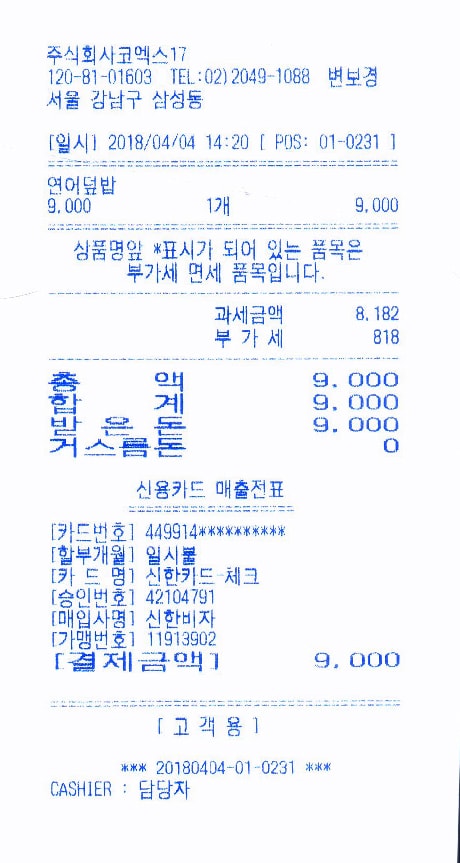 주식회사코엑스17
120-81-01603 TEL:02)2049-1088 변보경
서울 강남구 삼성동
[일시] 2018/04/04 14:20 [ POS: 01-0231 ]
연어덮밥
9,000 1개 9,000
상품명앞 *표시가 되어 있는 품목은
부가세 면세 품목입니다.
과세금액 8,182
부 가 세 818
총 액 9,000
합 계 9,000
받 은 돈 9,000
거스름돈 0
신용카드 매출전표
[카드번호] 449914**********
[할부개월] 일시불
[카 드 명] 신한카드-체크
[승인번호] 42104791
[매입사명] 신한비자
[가맹번호] 11913902
[결제금액] 9,000
[ 고 객 용 ]
*** 20180404-01-0231 ***
CASHIER : 담당자